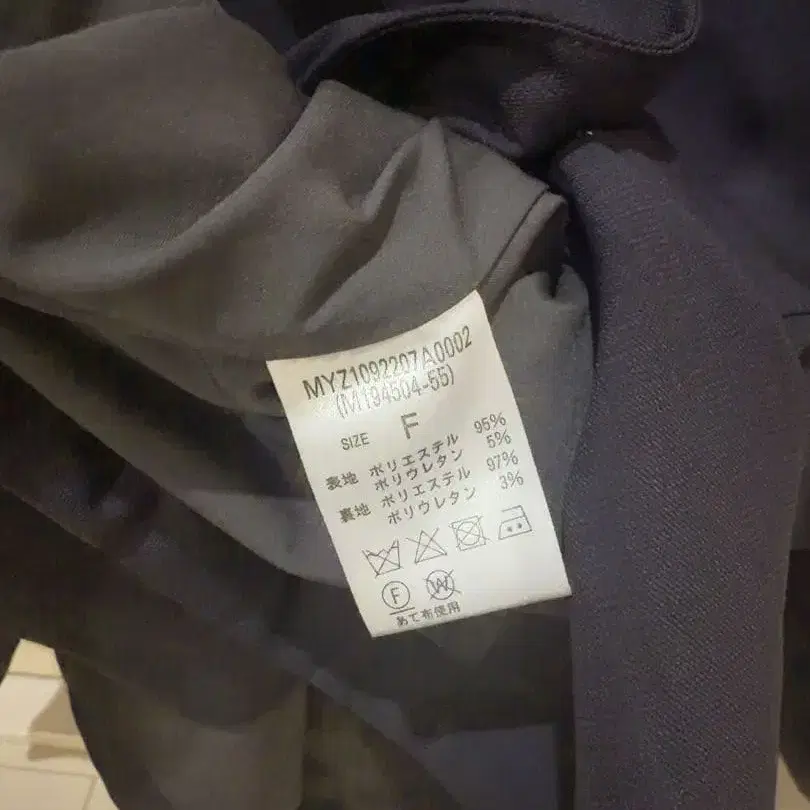 MYZ1092207A0002
(M194504-55)
SIZE F
表地 ポリエステル 95%
ポリウレタン 5%
裏地 ポリエステル 97%
ポリウレタン 3%
F W
あて布使用